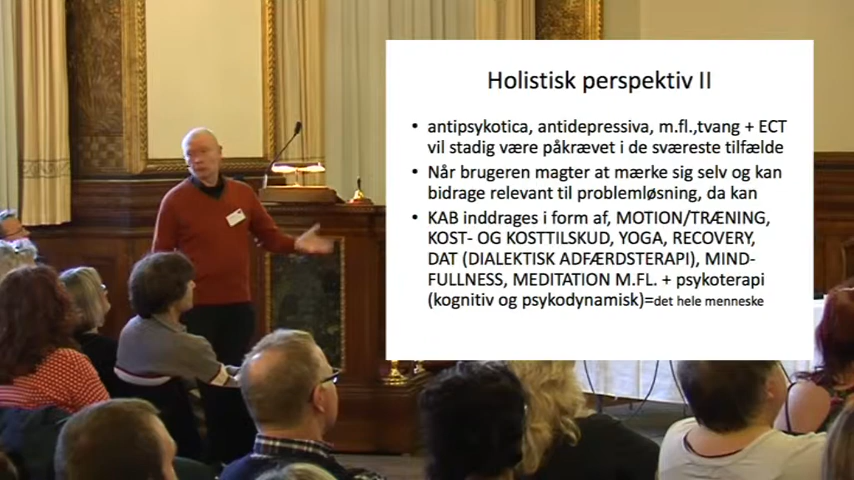 Holistisk perspektiv II
• antipsykotica, antidepressiva, m.fl.,tvang + ECT
vil stadig være påkrævet i de sværeste tilfælde
• Når brugeren magter at mærke sig selv og kan
bidrage relevant til problemløsning, da kan
• KAB inddrages i form af, MOTION/TRÆNING,
KOST- OG KOSTTILSKUD, YOGA, RECOVERY,
DAT (DIALEKTISK ADFÆRDSTERAPI), MIND-
FULLNESS, MEDITATION M.FL. + psykoterapi
(kognitiv og psykodynamisk)=det hele menneske